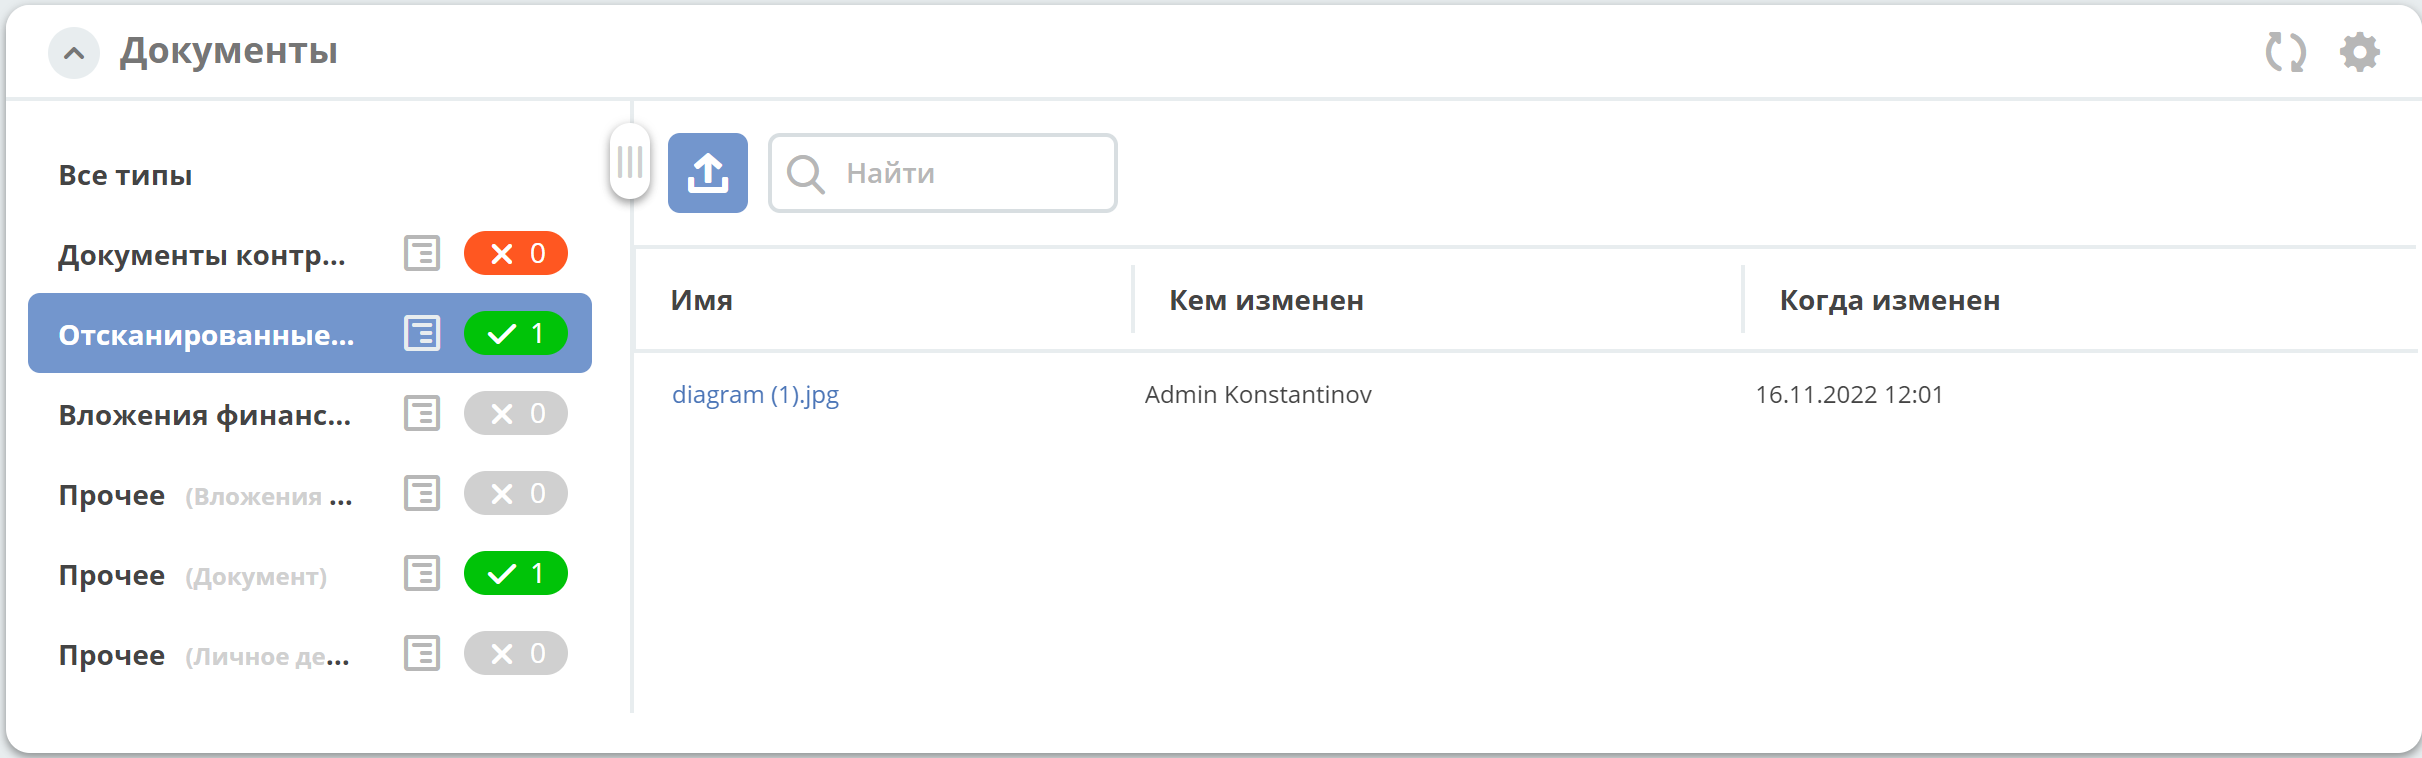 Документы
Все типы
Документы контр... 0
Отсканированные... 1
Вложения финанс... 0
Прочее (Вложения ... 0
Прочее (Документ) 1
Прочее (Личное де... 0
Найти
Имя Кем изменен Когда изменен
diagram (1).jpg Admin Konstantinov 16.11.2022 12:01